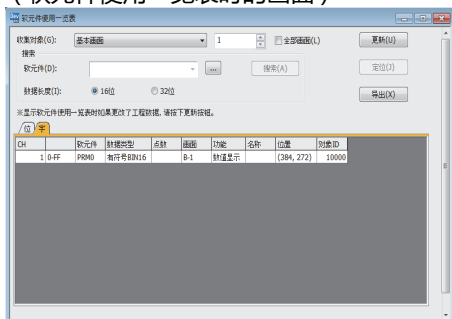 （软元件使用一览表时的画面）
软元件使用一览表
收集对象(G): 基本画面 1 全部画面(L) 更新(U)
搜索
软元件(D): ... 搜索(A) 定位(J)
数据长度(I): 16位 32位 导出(X)
※显示软元件使用一览表时如果更改了工程数据, 请按下更新按钮。
位 字
CH 软元件 数据类型 点数 画面 功能 名称 位置 对象ID
1 0-FF PRM0 有符号BIN16 B-1 数值显示 (384, 272) 10000